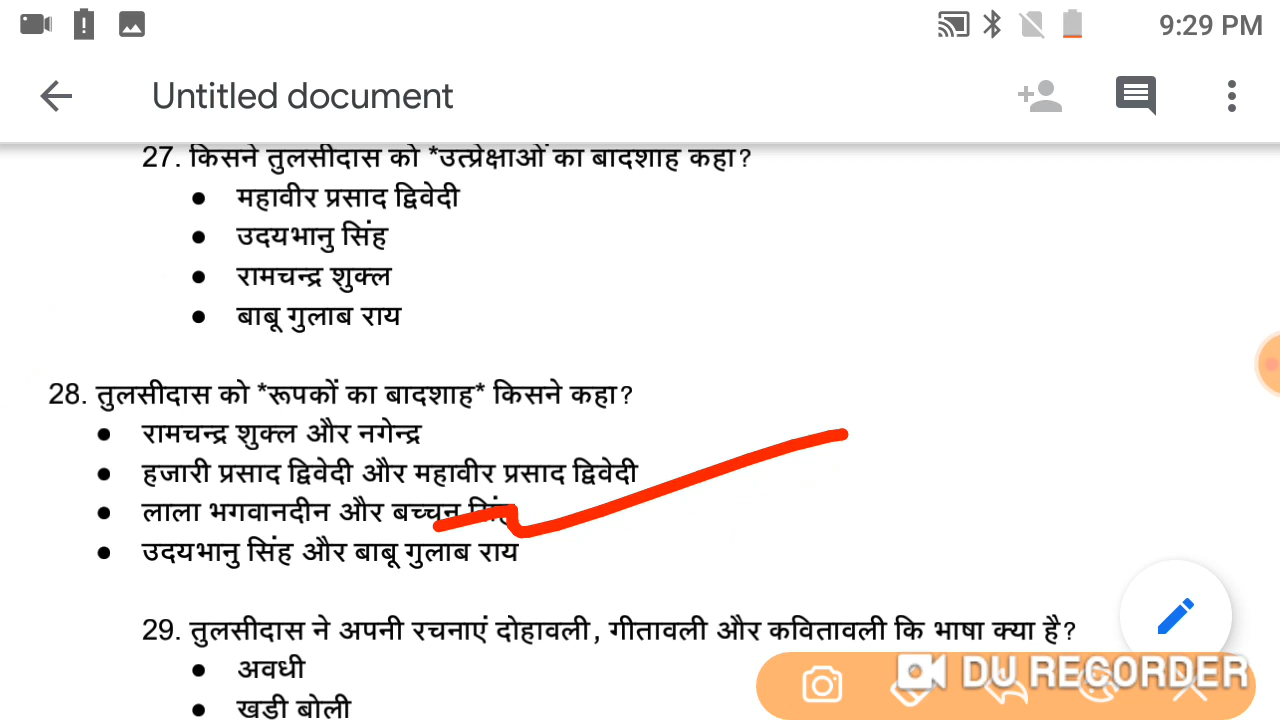 9:29 PM
Untitled document
27. किसने तुलसीदास को *उत्प्रेक्षाओं का बादशाह कहा?
● महावीर प्रसाद द्विवेदी
● उदयभानु सिंह
● रामचन्द्र शुक्ल
● बाबू गुलाब राय
28. तुलसीदास को *रूपकों का बादशाह* किसने कहा?
● रामचन्द्र शुक्ल और नगेन्द्र
● हजारी प्रसाद द्विवेदी और महावीर प्रसाद द्विवेदी
● लाला भगवानदीन और बच्चन सिंह
● उदयभानु सिंह और बाबू गुलाब राय
29. तुलसीदास ने अपनी रचनाएं दोहावली, गीतावली और कवितावली कि भाषा क्या है?
● अवधी
● खडी बोली
DU RECORDER